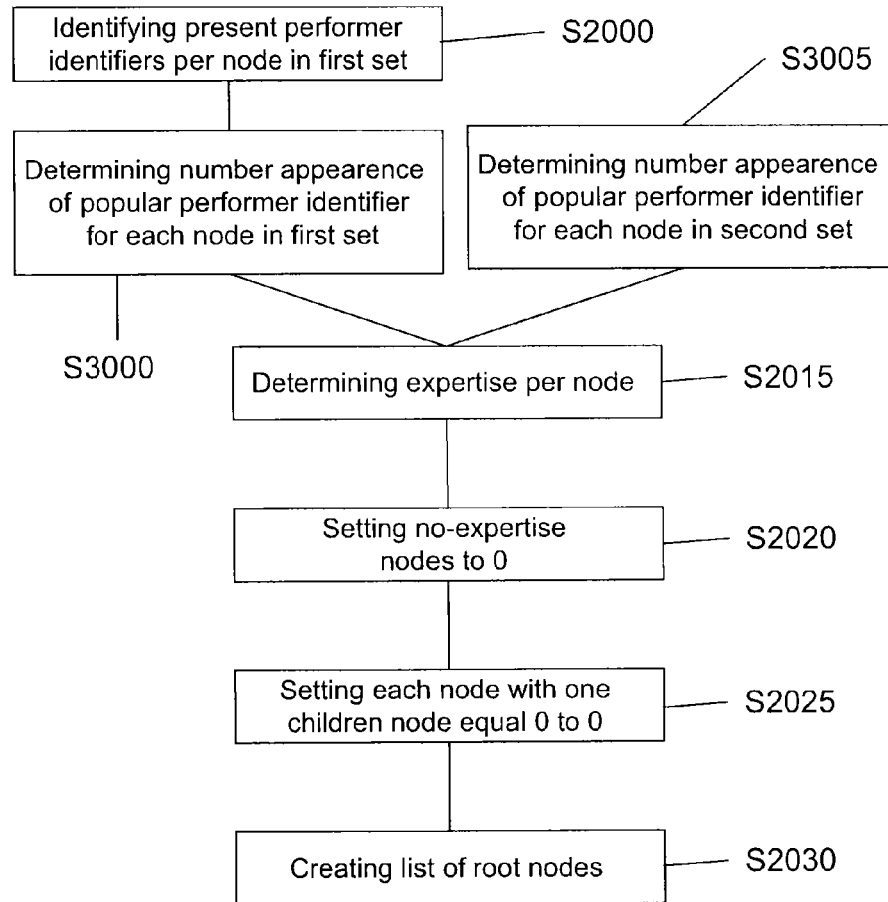 Identifying present performer
identifiers per node in first set
S2000
S3005
Determining number appearence
of popular performer identifier
for each node in first set
Determining number appearence
of popular performer identifier
for each node in second set
S3000
Determining expertise per node
S2015
Setting no-expertise
nodes to 0
S2020
Setting each node with one
children node equal 0 to 0
S2025
Creating list of root nodes
S2030